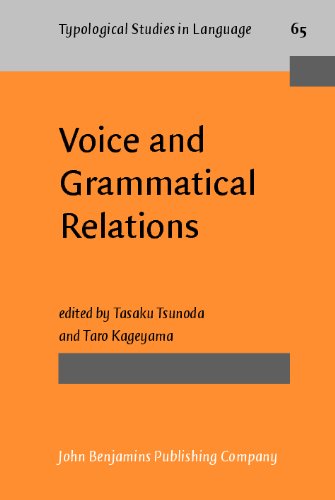 Typological Studies in Language 65
Voice and
Grammatical
Relations
edited by Tasaku Tsunoda
and Taro Kageyama
John Benjamins Publishing Company